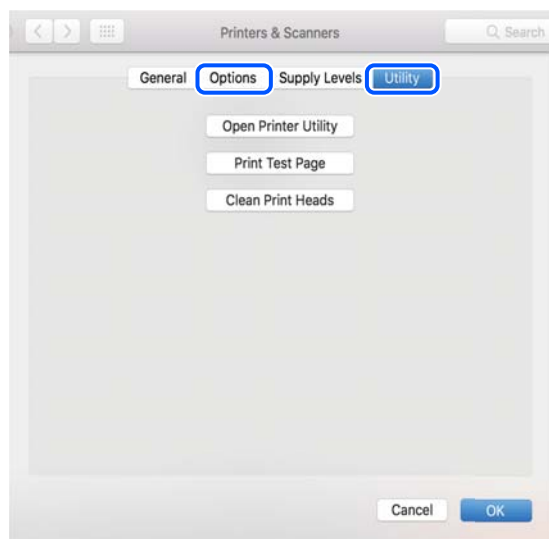 Printers & Scanners Search
General Options Supply Levels Utility
Open Printer Utility
Print Test Page
Clean Print Heads
Cancel OK